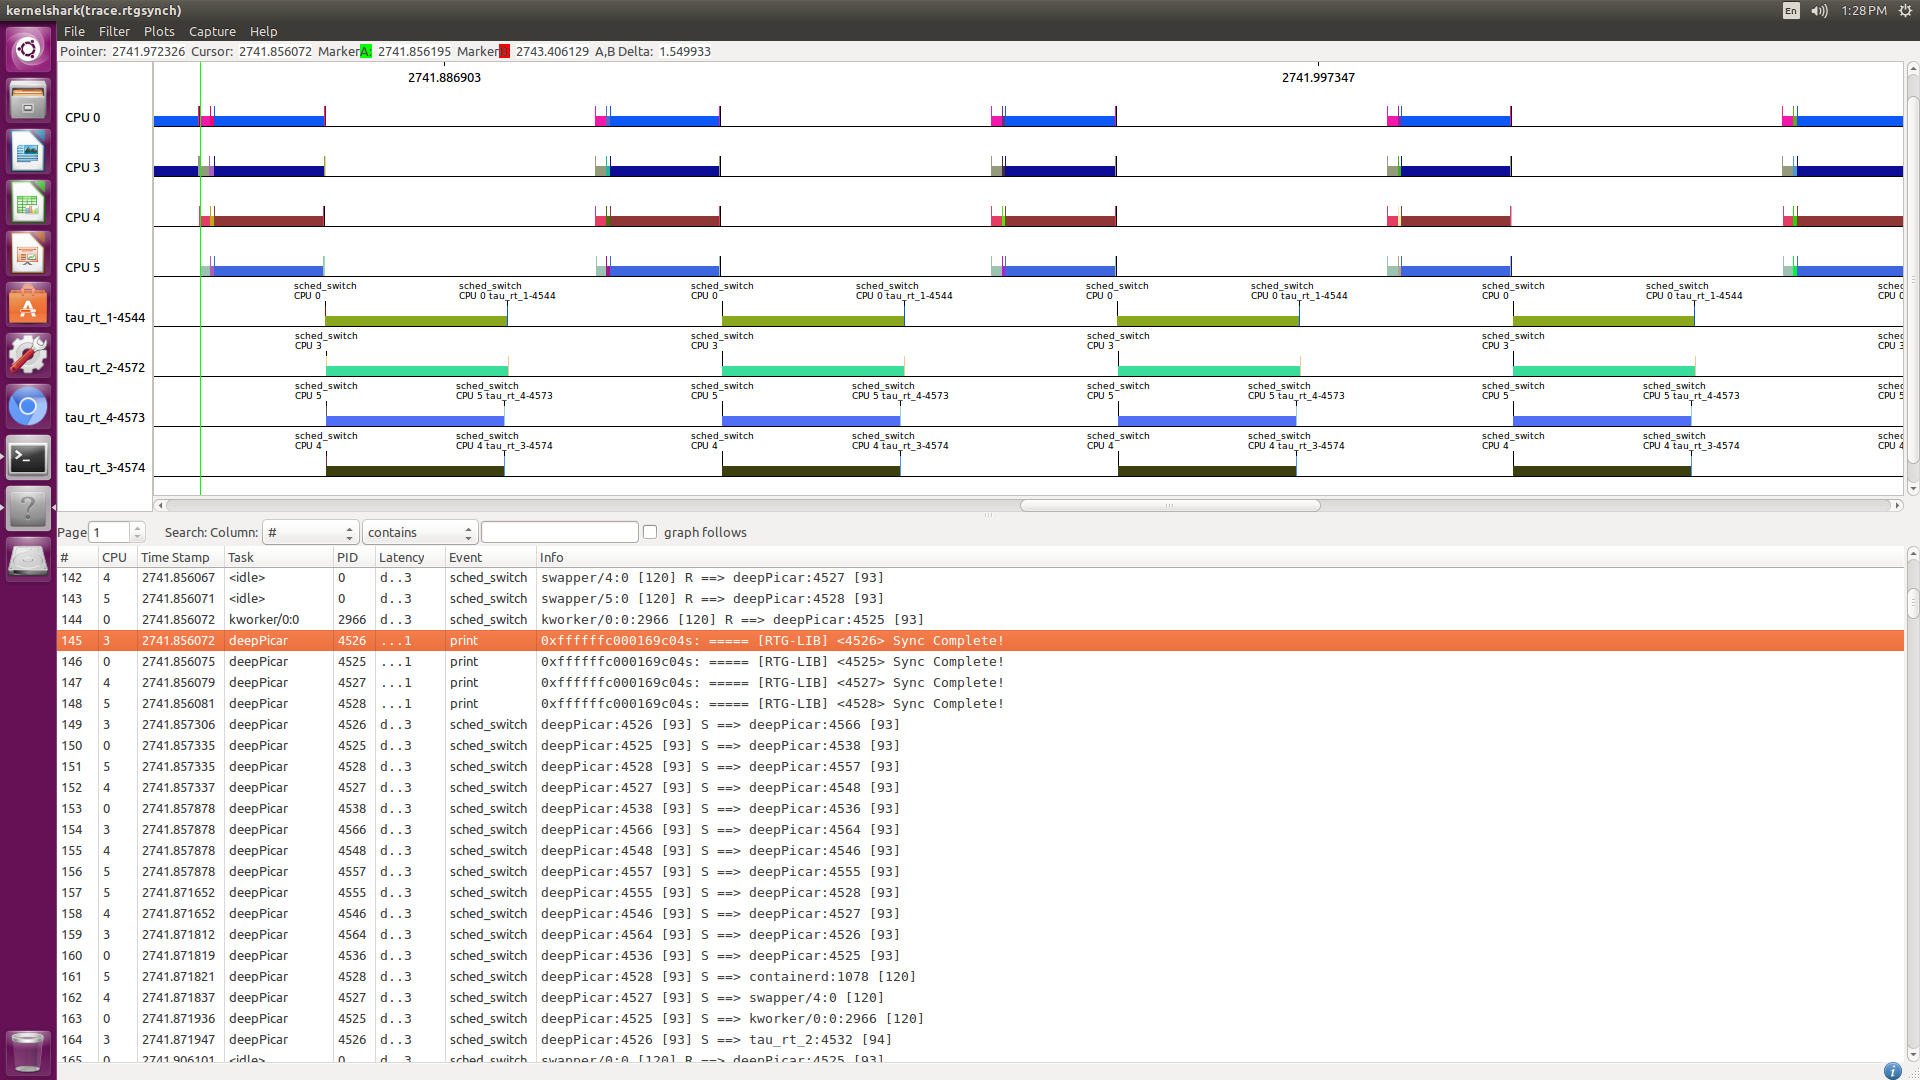 kernelshark(trace.rtgsynch)
En 1:28 PM
File Filter Plots Capture Help
Pointer: 2741.972326 Cursor: 2741.856072 MarkerA: 2741.856195 Marker 2743.406129 A,B Delta: 1.549933
2741.886903 2741.997347
CPU 0
CPU 3
CPU 4
CPU 5
sched_switch sched_switch sched_switch sched_switch sched_switch sched_switch sched_switch sched_switch sche
CPU 0 CPU 0 tau_rt_1-4544 CPU 0 CPU 0 tau_rt_1-4544 CPU 0 CPU 0 tau_rt_1-4544 CPU 0 CPU 0 tau_rt_1-4544 CPU
tau_rt_1-4544
sched_switch sched_switch sched_switch sched_switch sche
CPU 3 CPU 3 CPU 3 CPU 3 CPU 3
tau_rt_2-4572
sched_switch sched_switch sched_switch sched_switch sched_switch sched_switch sched_switch sched_switch sche
CPU 5 CPU 5 tau_rt_4-4573 CPU 5 CPU 5 tau_rt_4-4573 CPU 5 CPU 5 tau_rt_4-4573 CPU 5 CPU 5 tau_rt_4-4573 CPU 5
tau_rt_4-4573
sched_switch sched_switch sched_switch sched_switch sched_switch sched_switch sched_switch sched_switch sche
CPU 4 CPU 4 tau_rt_3-4574 CPU 4 CPU 4 tau_rt_3-4574 CPU 4 CPU 4 tau_rt_3-4574 CPU 4 CPU 4 tau_rt_3-4574 CPU 4
tau_rt_3-4574
Page 1 Search: Column: # contains graph follows
# CPU Time Stamp Task PID Latency Event Info
142 4 2741.856067 <idle> 0 d..3 sched_switch swapper/4:0 [120] R ==> deepPicar:4527 [93]
143 5 2741.856071 <idle> 0 d..3 sched_switch swapper/5:0 [120] R ==> deepPicar:4528 [93]
144 0 2741.856072 kworker/0:0 2966 d..3 sched_switch kworker/0:0:2966 [120] R ==> deepPicar:4525 [93]
145 3 2741.856072 deepPicar 4526 ...1 print 0xffffffc000169c04s: ===== [RTG-LIB] <4526> Sync Complete!
146 0 2741.856075 deepPicar 4525 ...1 print 0xffffffc000169c04s: ===== [RTG-LIB] <4525> Sync Complete!
147 4 2741.856079 deepPicar 4527 ...1 print 0xffffffc000169c04s: ===== [RTG-LIB] <4527> Sync Complete!
148 5 2741.856081 deepPicar 4528 ...1 print 0xffffffc000169c04s: ===== [RTG-LIB] <4528> Sync Complete!
149 3 2741.857306 deepPicar 4526 d..3 sched_switch deepPicar:4526 [93] S ==> deepPicar:4566 [93]
150 0 2741.857335 deepPicar 4525 d..3 sched_switch deepPicar:4525 [93] S ==> deepPicar:4538 [93]
151 5 2741.857335 deepPicar 4528 d..3 sched_switch deepPicar:4528 [93] S ==> deepPicar:4557 [93]
152 4 2741.857337 deepPicar 4527 d..3 sched_switch deepPicar:4527 [93] S ==> deepPicar:4548 [93]
153 0 2741.857878 deepPicar 4538 d..3 sched_switch deepPicar:4538 [93] S ==> deepPicar:4536 [93]
154 3 2741.857878 deepPicar 4566 d..3 sched_switch deepPicar:4566 [93] S ==> deepPicar:4564 [93]
155 4 2741.857878 deepPicar 4548 d..3 sched_switch deepPicar:4548 [93] S ==> deepPicar:4546 [93]
156 5 2741.857878 deepPicar 4557 d..3 sched_switch deepPicar:4557 [93] S ==> deepPicar:4555 [93]
157 5 2741.871652 deepPicar 4555 d..3 sched_switch deepPicar:4555 [93] S ==> deepPicar:4528 [93]
158 4 2741.871652 deepPicar 4546 d..3 sched_switch deepPicar:4546 [93] S ==> deepPicar:4527 [93]
159 3 2741.871812 deepPicar 4564 d..3 sched_switch deepPicar:4564 [93] S ==> deepPicar:4526 [93]
160 0 2741.871819 deepPicar 4536 d..3 sched_switch deepPicar:4536 [93] S ==> deepPicar:4525 [93]
161 5 2741.871821 deepPicar 4528 d..3 sched_switch deepPicar:4528 [93] S ==> containerd:1078 [120]
162 4 2741.871837 deepPicar 4527 d..3 sched_switch deepPicar:4527 [93] S ==> swapper/4:0 [120]
163 0 2741.871936 deepPicar 4525 d..3 sched_switch deepPicar:4525 [93] S ==> kworker/0:0:2966 [120]
164 3 2741.871947 deepPicar 4526 d..3 sched_switch deepPicar:4526 [93] S ==> tau_rt_2:4532 [94]
165 0 2741.906101 <idle> 0 d..3 sched_switch swapper/0:0 [120] R ==> deepPicar:4525 [93]